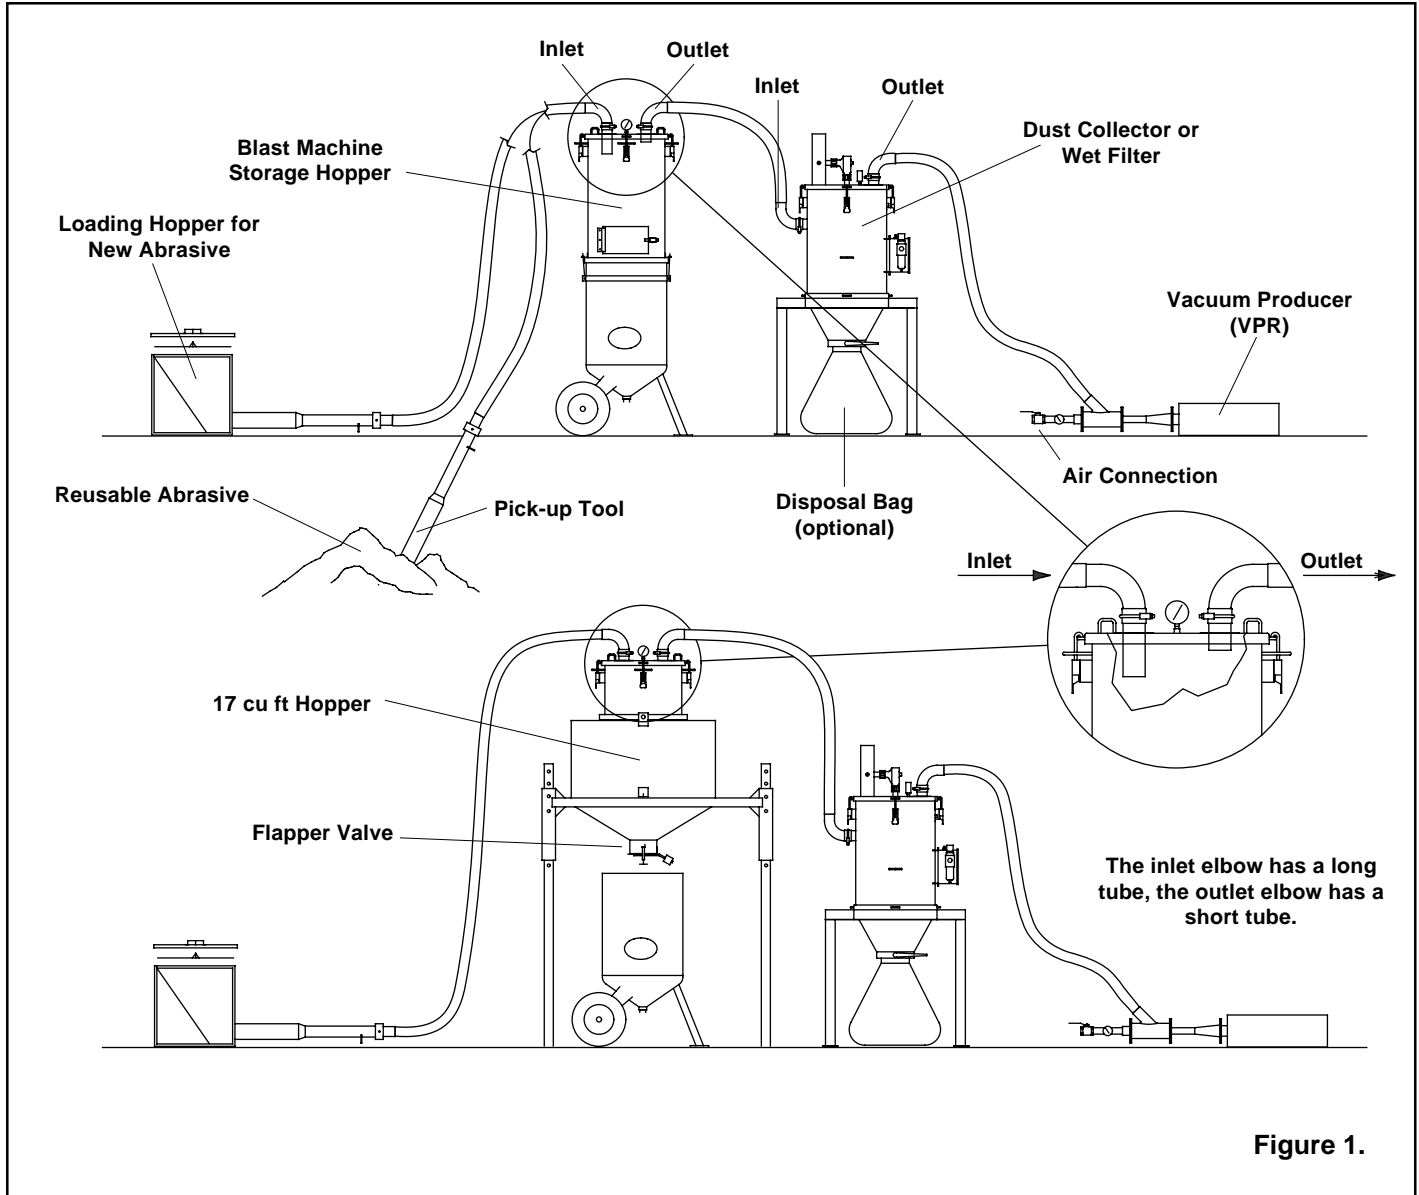 Inlet
Outlet
Inlet
Outlet
Dust Collector or
Wet Filter
Blast Machine
Storage Hopper
Loading Hopper for
New Abrasive
Vacuum Producer
(VPR)
Air Connection
Reusable Abrasive
Pick-up Tool
Disposal Bag
(optional)
Inlet
Outlet
17 cu ft Hopper
Flapper Valve
The inlet elbow has a long
tube, the outlet elbow has a
short tube.
Figure 1.